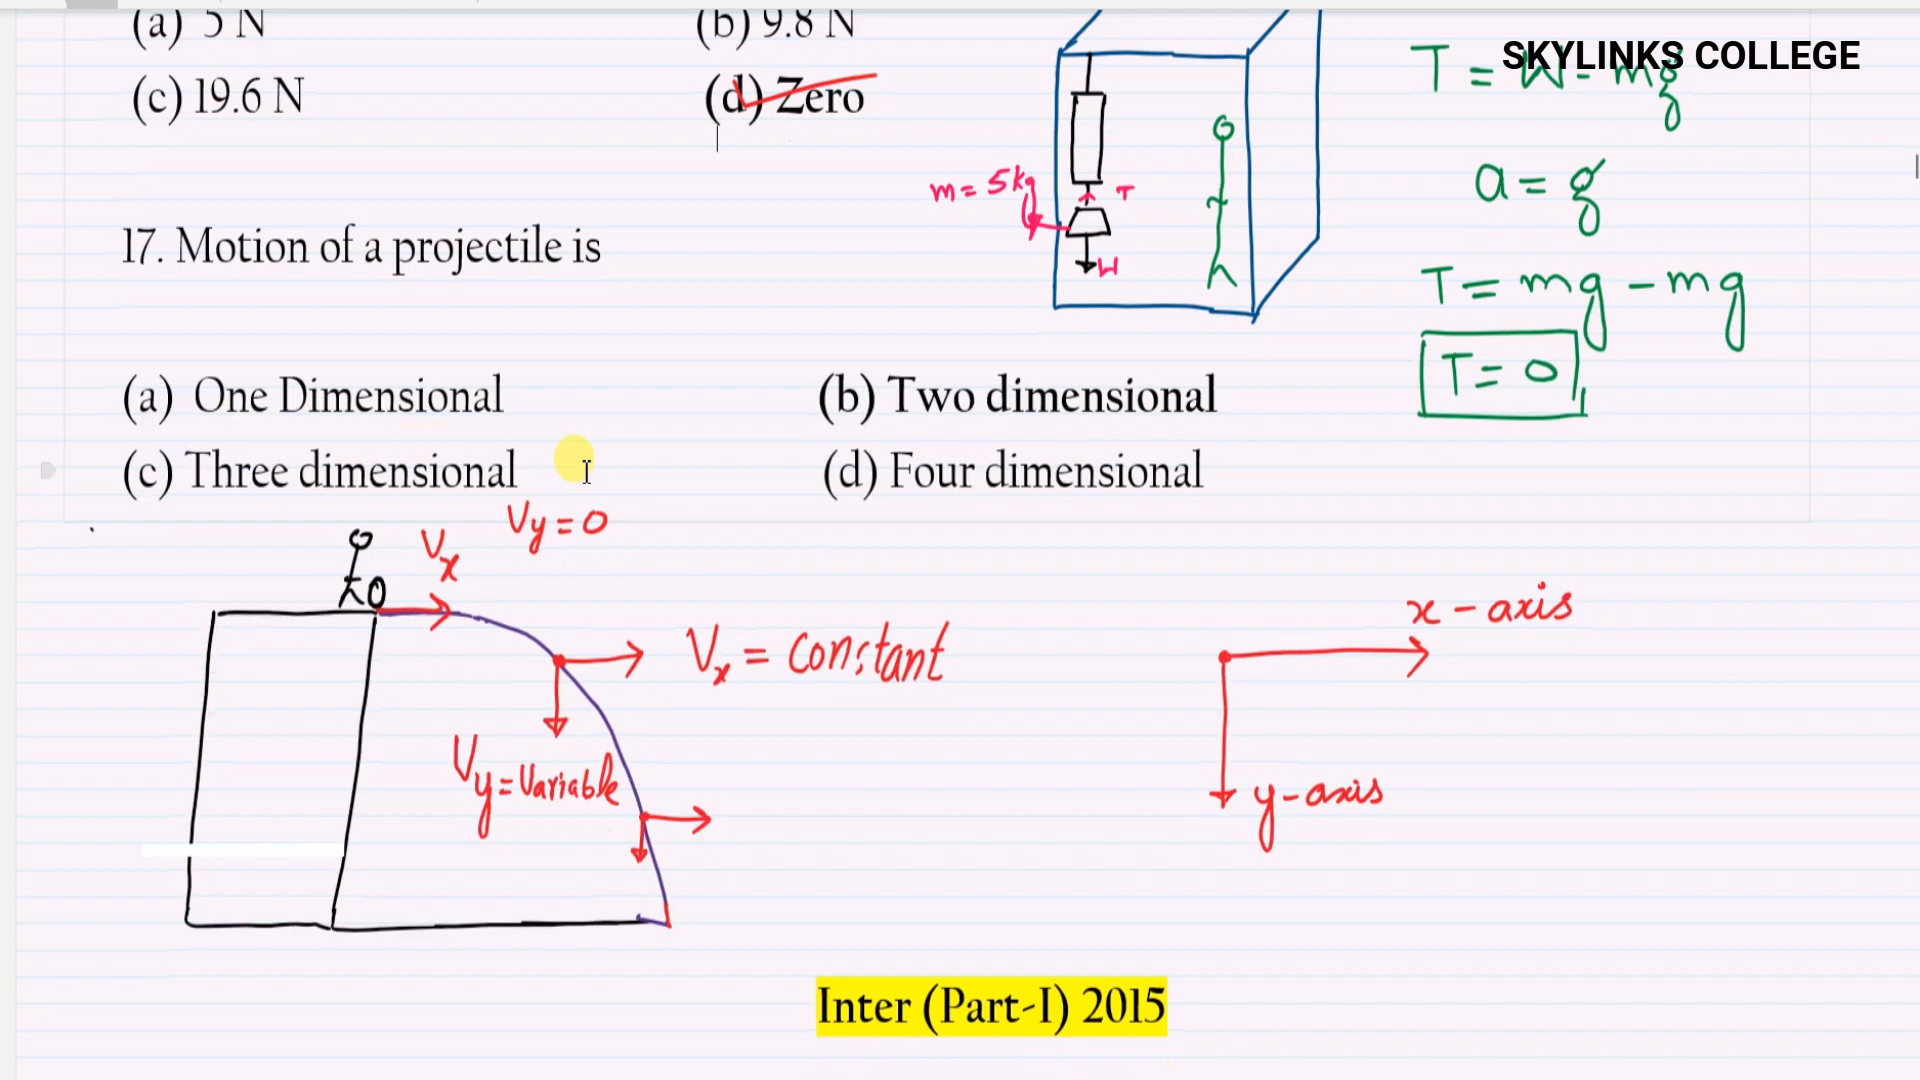 (a) 5 N
(b) 9.8 N
SKYLINKS COLLEGE
T = W - mg
(c) 19.6 N
(d) Zero
a = g
m = 5kg
T
W
17. Motion of a projectile is
T = mg - mg
T = 0
(a) One Dimensional
(b) Two dimensional
(c) Three dimensional
(d) Four dimensional
Vx
Vy = 0
Vx = Constant
x - axis
Vy = Variable
y - axis
Inter (Part-I) 2015